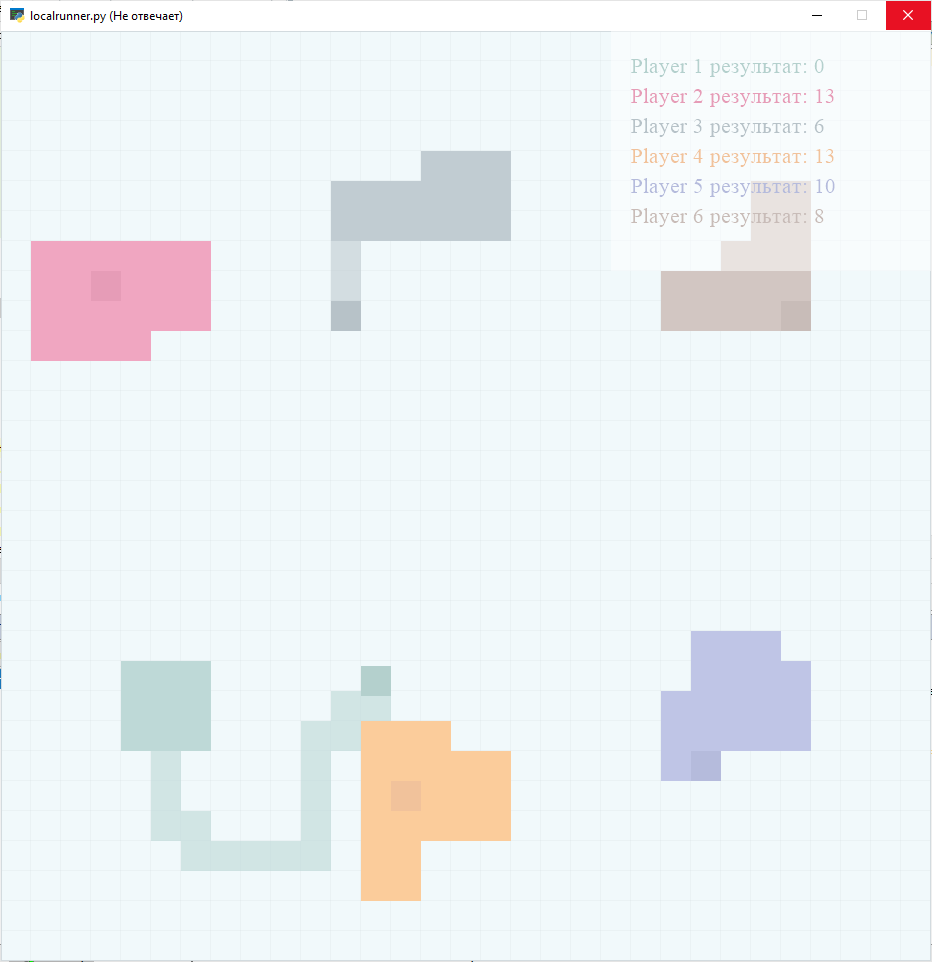 localrunner.py (Не отвечает)
Player 1 результат: 0
Player 2 результат: 13
Player 3 результат: 6
Player 4 результат: 13
Player 5 результат: 10
Player 6 результат: 8